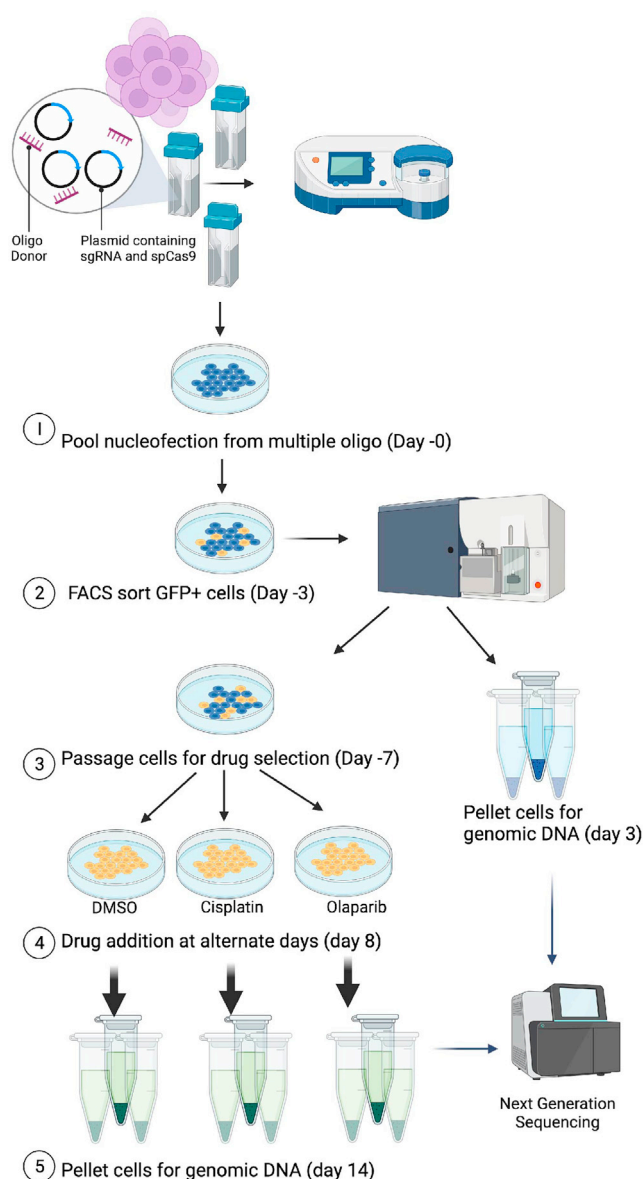 Oligo
Donor
Plasmid containing
sgRNA and spCas9
1
Pool nucleofection from multiple oligo (Day -0)
2
FACS sort GFP+ cells (Day -3)
3
Passage cells for drug selection (Day -7)
Pellet cells for
genomic DNA (day 3)
DMSO
Cisplatin
Olaparib
4
Drug addition at alternate days (day 8)
Next Generation
Sequencing
5
Pellet cells for genomic DNA (day 14)